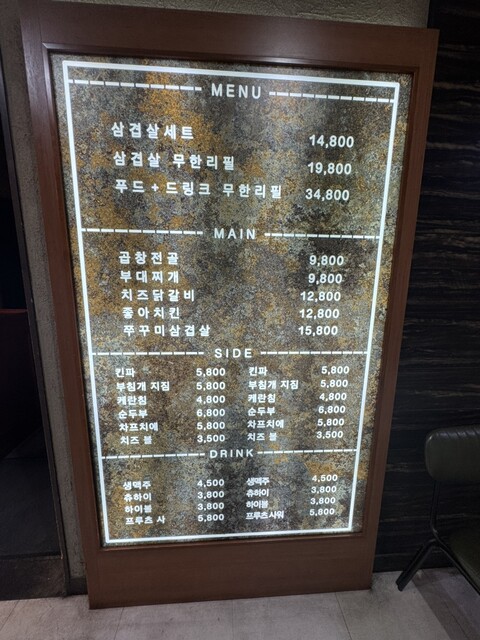 MENU
삼겹살세트 14,800
삼겹살 무한리필 19,800
푸드+드링크 무한리필 34,800
MAIN
곱창전골 9,800
부대찌개 9,800
치즈닭갈비 12,800
좋아치킨 12,800
쭈꾸미삼겹살 15,800
SIDE
킨파 5,800 킨파 5,800
부침개 지짐 5,800 부침개 지짐 5,800
케란침 4,800 케란침 4,800
순두부 6,800 순두부 6,800
차프치에 5,800 차프치에 5,800
치즈 볼 3,500 치즈 볼 3,500
DRINK
생맥주 4,500 생맥주 4,500
츄하이 3,800 츄하이 3,800
하이볼 3,800 하이볼 3,800
프루츠 사 5,800 프루츠 사워 5,800